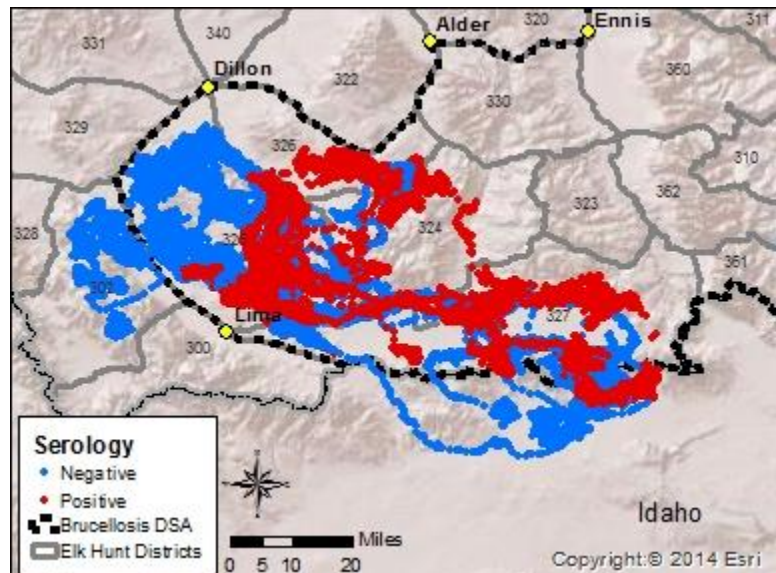 331
340
Alder
320
Ennis
311
Dillon
322
360
329
326
330
310
324
323
362
328
361
327
Lima
300
Serology
Negative
Positive
Brucellosis DSA
Elk Hunt Districts
Miles
0 5 10 20
Idaho
Copyright:© 2014 Esri